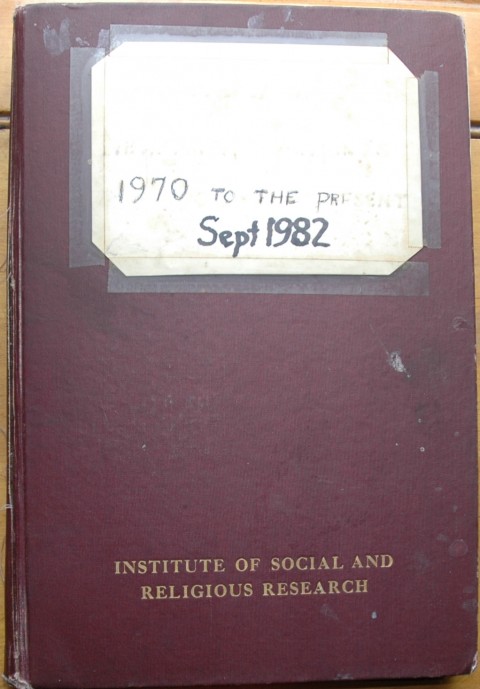 1970 TO THE PRESENT
Sept 1982
INSTITUTE OF SOCIAL AND
RELIGIOUS RESEARCH